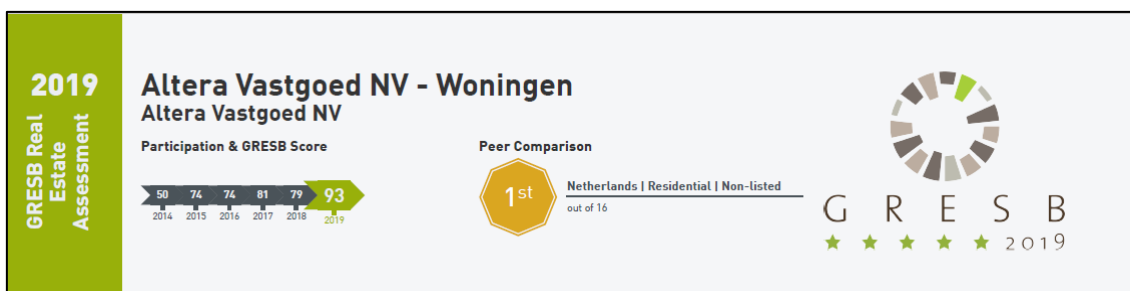 2019
GRESB Real
Estate
Assessment
Altera Vastgoed NV - Woningen
Altera Vastgoed NV
Participation & GRESB Score
50 74 74 81 79 93
2014 2015 2016 2017 2018 2019
Peer Comparison
1st
Netherlands | Residential | Non-listed
out of 16
G R E S B
2019